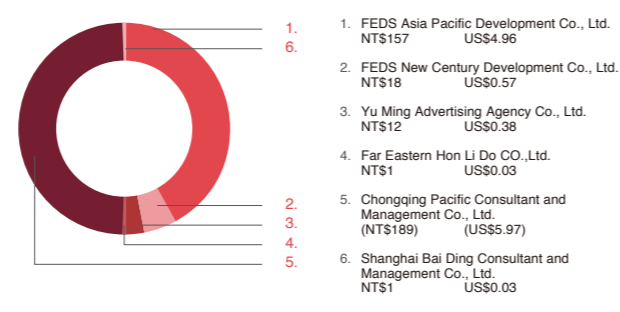 1.
6.
2.
3.
4.
5.
1. FEDS Asia Pacific Development Co., Ltd.
NT$157 US$4.96
2. FEDS New Century Development Co., Ltd.
NT$18 US$0.57
3. Yu Ming Advertising Agency Co., Ltd.
NT$12 US$0.38
4. Far Eastern Hon Li Do CO.,Ltd.
NT$1 US$0.03
5. Chongqing Pacific Consultant and
Management Co., Ltd.
(NT$189) (US$5.97)
6. Shanghai Bai Ding Consultant and
Management Co., Ltd.
NT$1 US$0.03